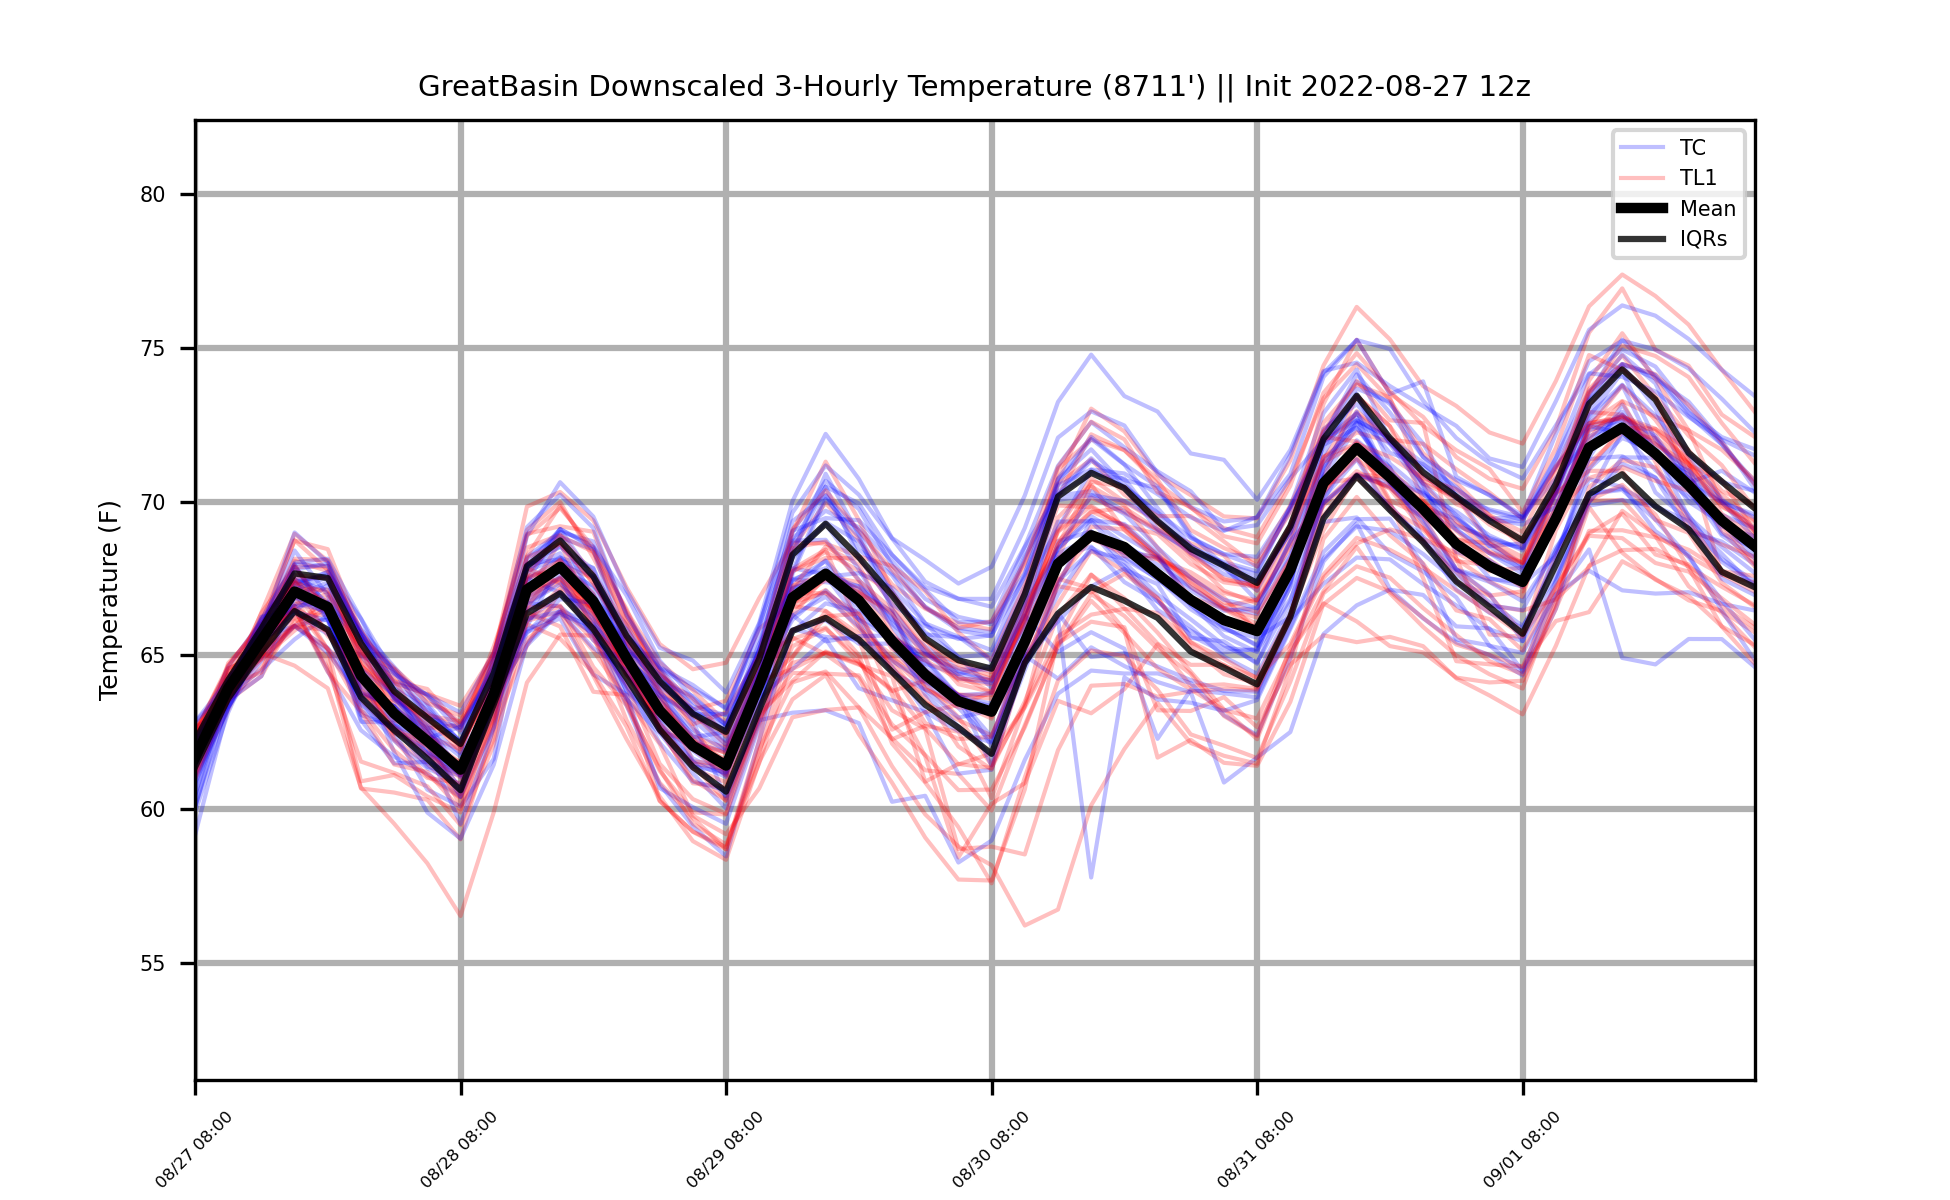 GreatBasin Downscaled 3-Hourly Temperature (8711') || Init 2022-08-27 12z
TC
TL1
Mean
IQRs
Temperature (F)
80
75
70
65
60
55
08/27 08:00
08/28 08:00
08/29 08:00
08/30 08:00
08/31 08:00
09/01 08:00